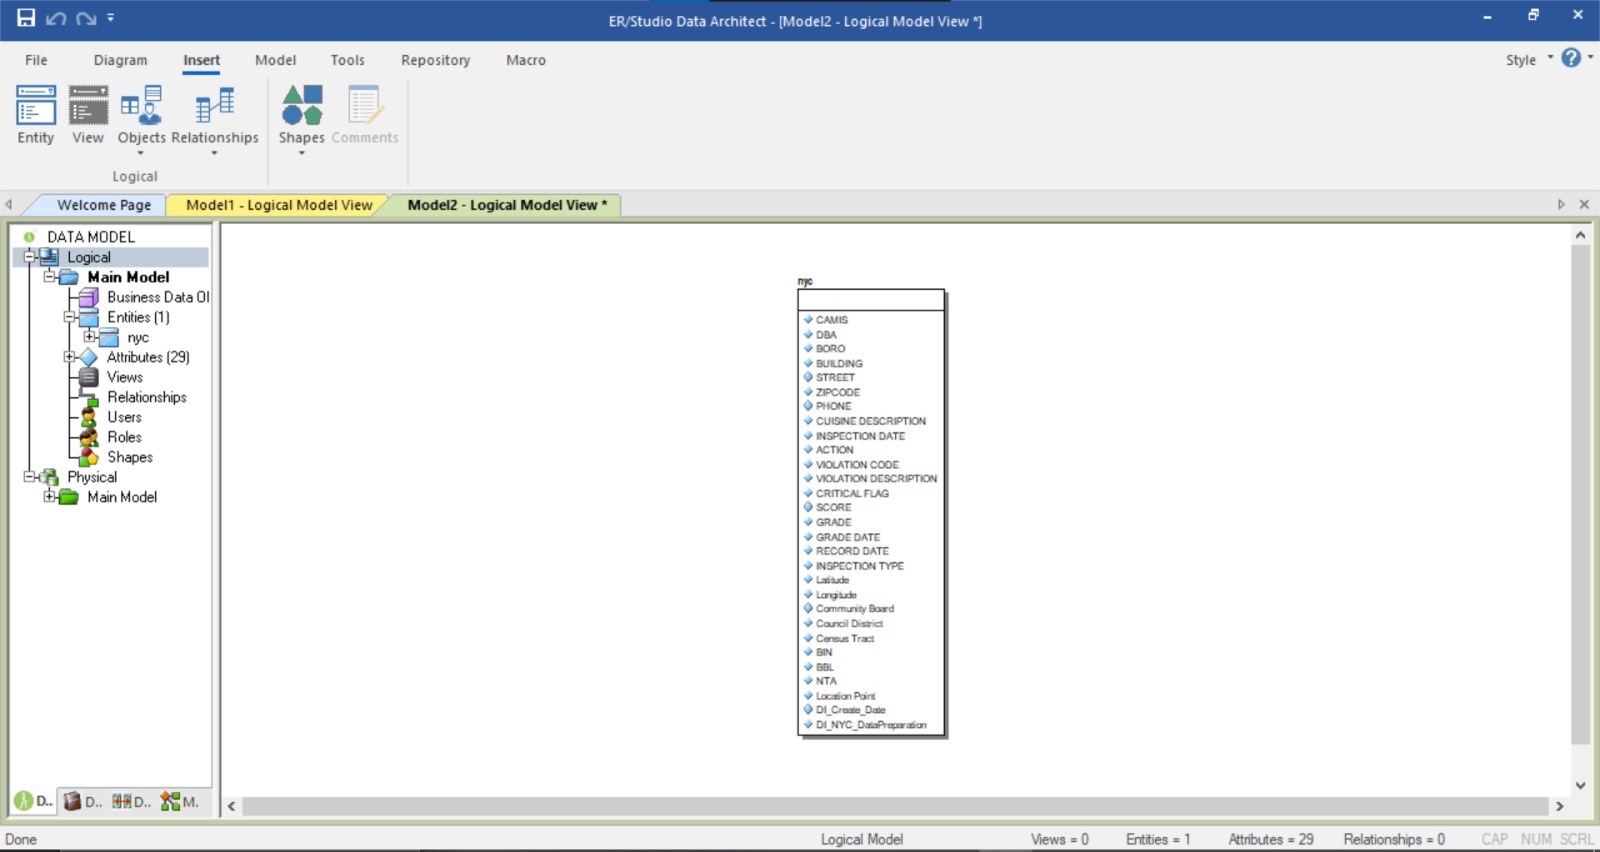 ER/Studio Data Architect - [Model2 - Logical Model View *]
File Diagram Insert Model Tools Repository Macro Style
Entity View Objects Relationships Shapes Comments
Logical
Welcome Page Model1 - Logical Model View Model2 - Logical Model View *
DATA MODEL
Logical
Main Model
Business Data Ol
Entities (1)
nyc
Attributes (29)
Views
Relationships
Users
Roles
Shapes
Physical
Main Model
nyc
CAMIS
DBA
BORO
BUILDING
STREET
ZIPCODE
PHONE
CUISINE DESCRIPTION
INSPECTION DATE
ACTION
VIOLATION CODE
VIOLATION DESCRIPTION
CRITICAL FLAG
SCORE
GRADE
GRADE DATE
RECORD DATE
INSPECTION TYPE
Latitude
Longitude
Community Board
Council District
Census Tract
BIN
BBL
NTA
Location Point
DI_Create_Date
DI_NYC_DataPreparation
D.. D.. D.. M.
Done Logical Model Views = 0 Entities = 1 Attributes = 29 Relationships = 0 CAP NUM SCRL